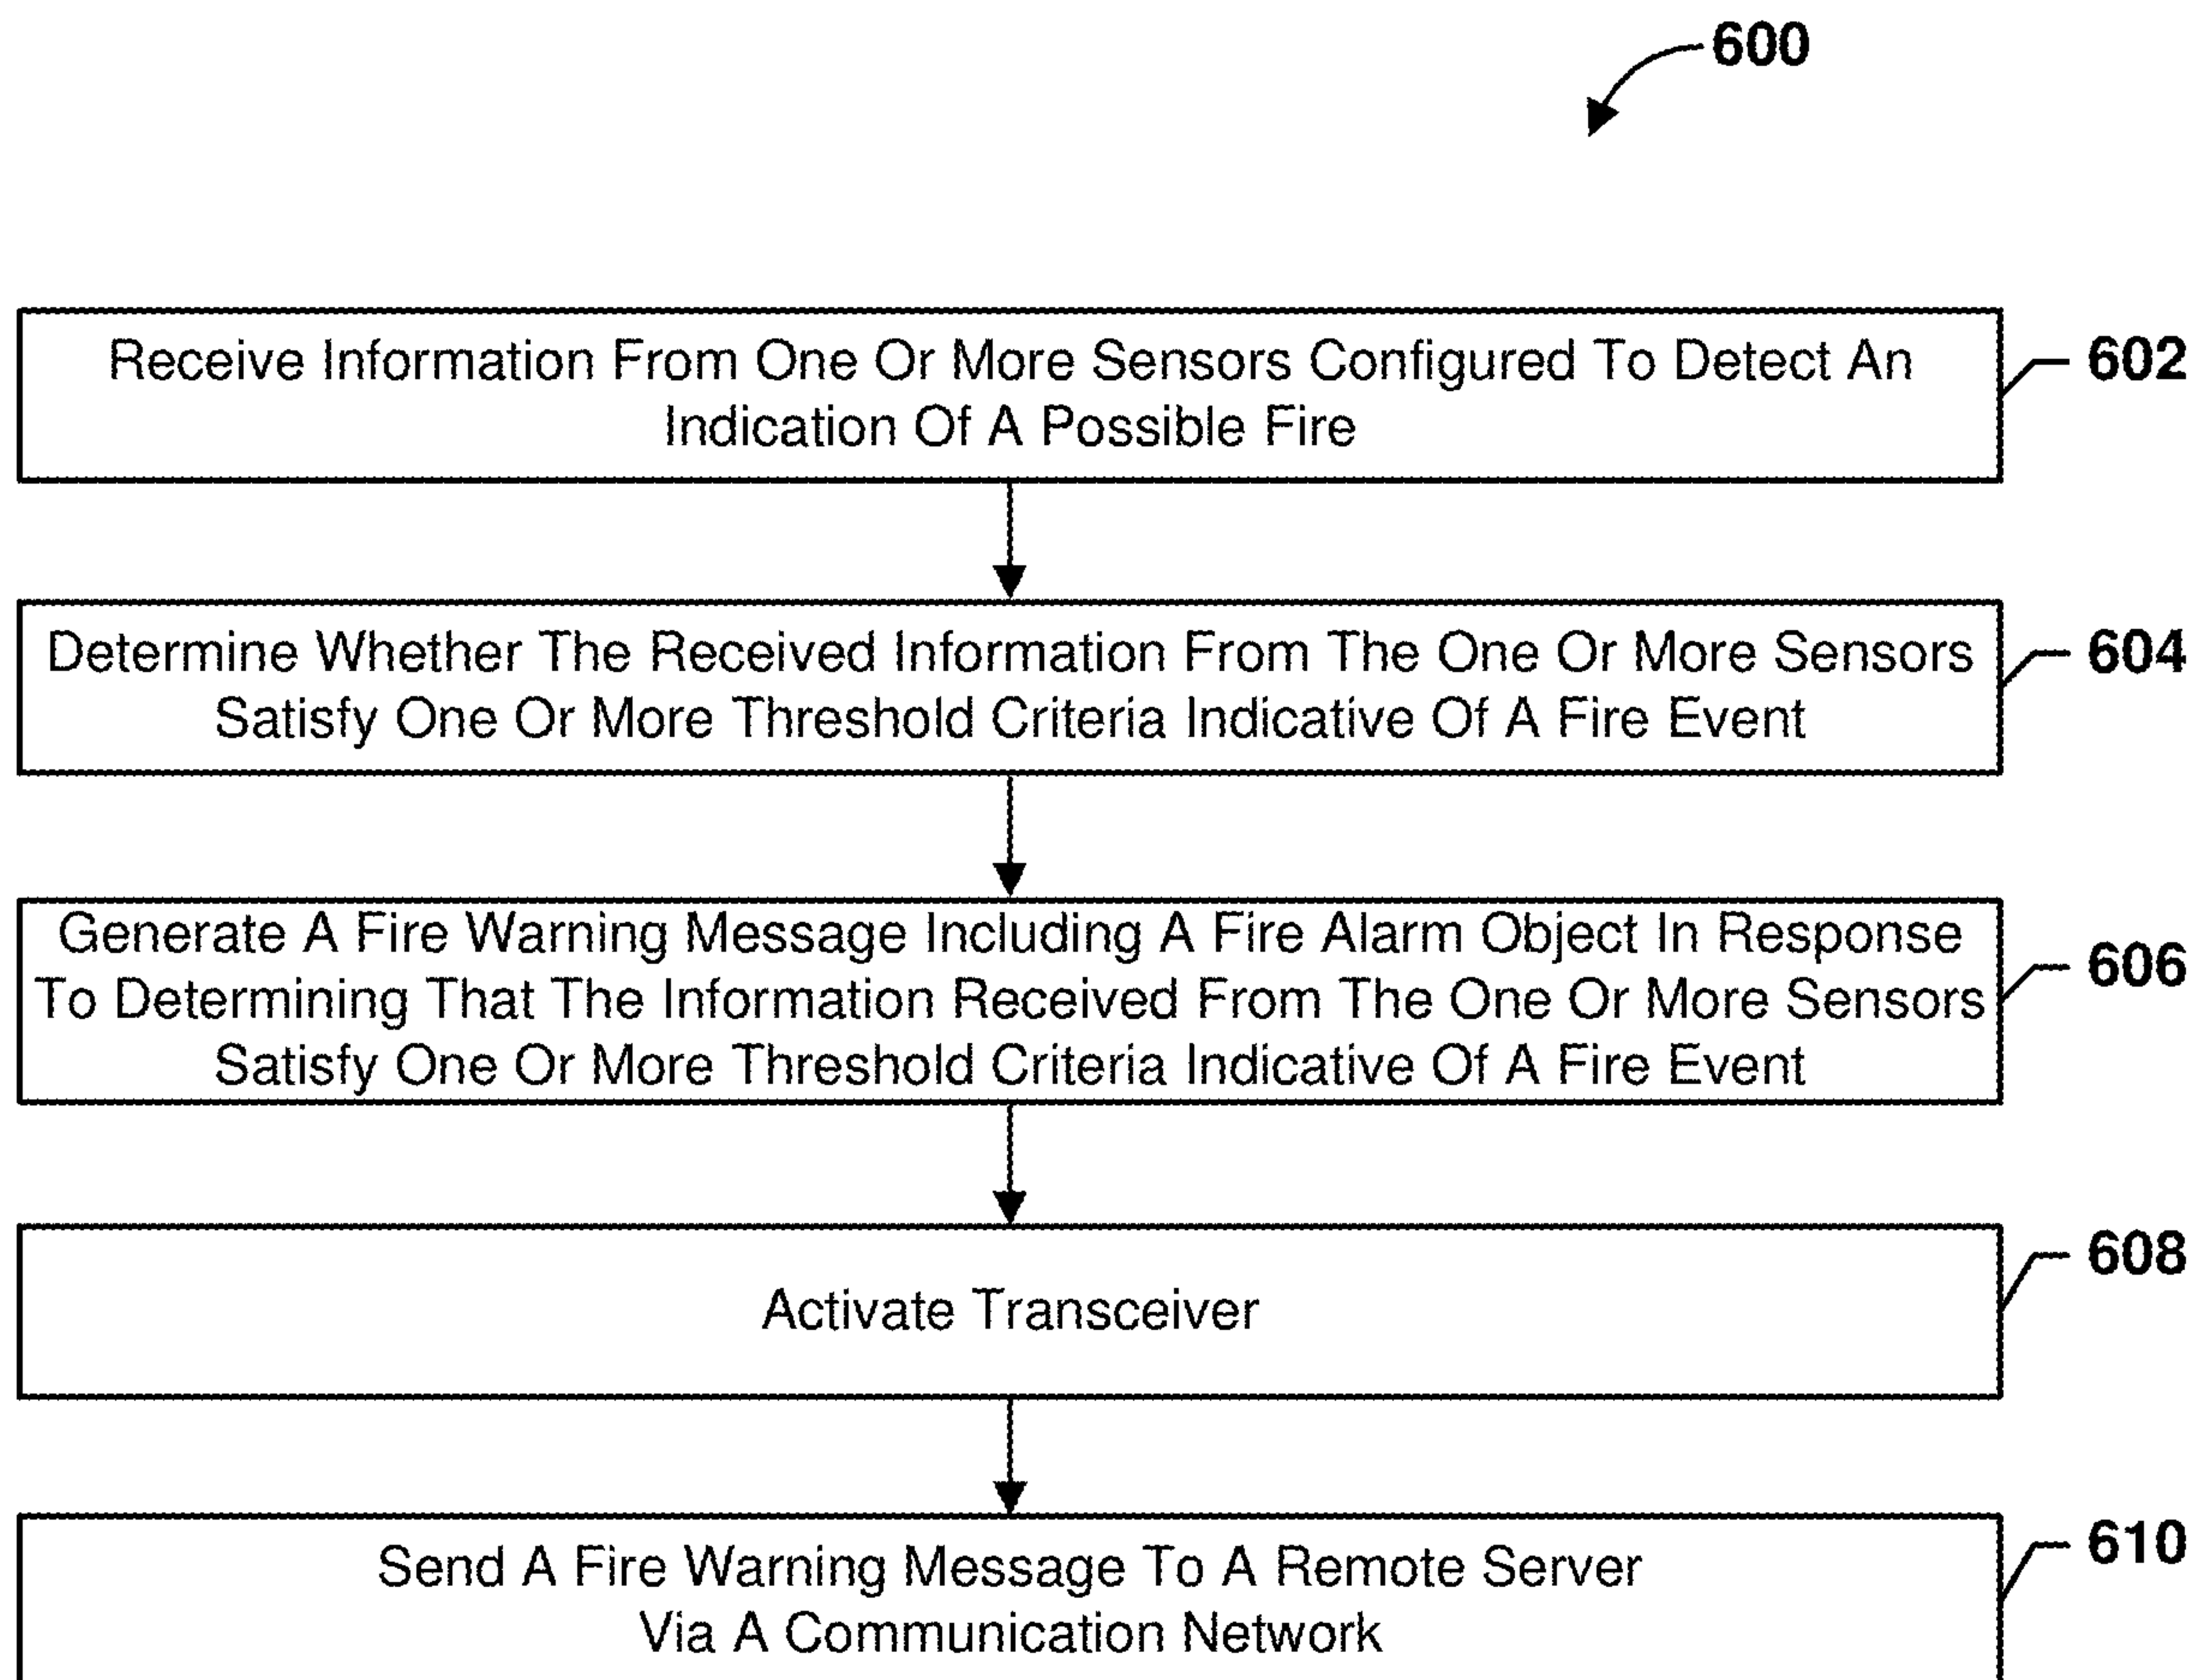 600
Receive Information From One Or More Sensors Configured To Detect An
Indication Of A Possible Fire
602
Determine Whether The Received Information From The One Or More Sensors
Satisfy One Or More Threshold Criteria Indicative Of A Fire Event
604
Generate A Fire Warning Message Including A Fire Alarm Object In Response
To Determining That The Information Received From The One Or More Sensors
Satisfy One Or More Threshold Criteria Indicative Of A Fire Event
606
Activate Transceiver
608
Send A Fire Warning Message To A Remote Server
Via A Communication Network
610